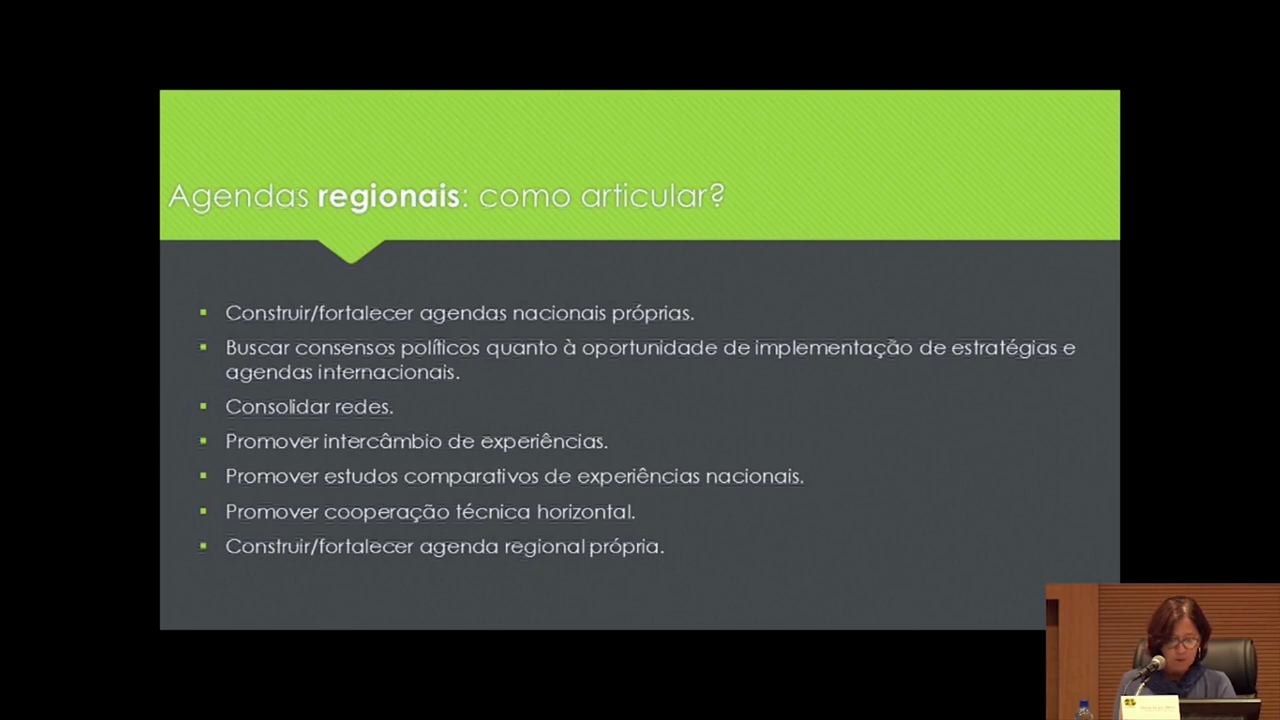 Agendas regionais: como articular?
Construir/fortalecer agendas nacionais próprias.
Buscar consensos políticos quanto à oportunidade de implementação de estratégias e
agendas internacionais.
Consolidar redes.
Promover intercâmbio de experiências.
Promover estudos comparativos de experiências nacionais.
Promover cooperação técnica horizontal.
Construir/fortalecer agenda regional própria.